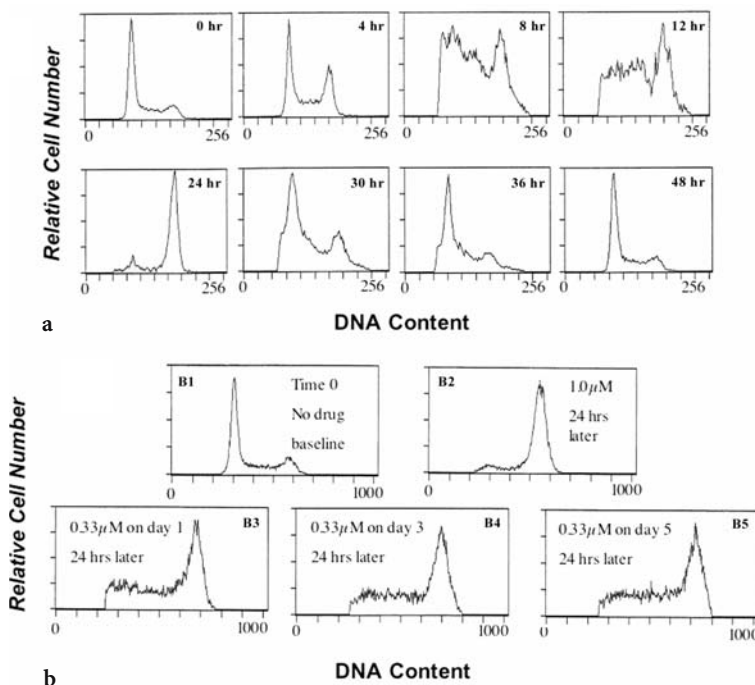 Relative Cell Number
0 hr
4 hr
8 hr
12 hr
0 256
0 256
0 256
0 256
24 hr
30 hr
36 hr
48 hr
0 256
0 256
0 256
0 256
a
DNA Content
Relative Cell Number
B1
Time 0
No drug
baseline
0 1000
B2
1.0µM
24 hrs
later
0 1000
0.33µM on day 1
24 hrs later
B3
0 1000
0.33µM on day 3
24 hrs later
B4
0 1000
0.33µM on day 5
24 hrs later
B5
0 1000
b
DNA Content